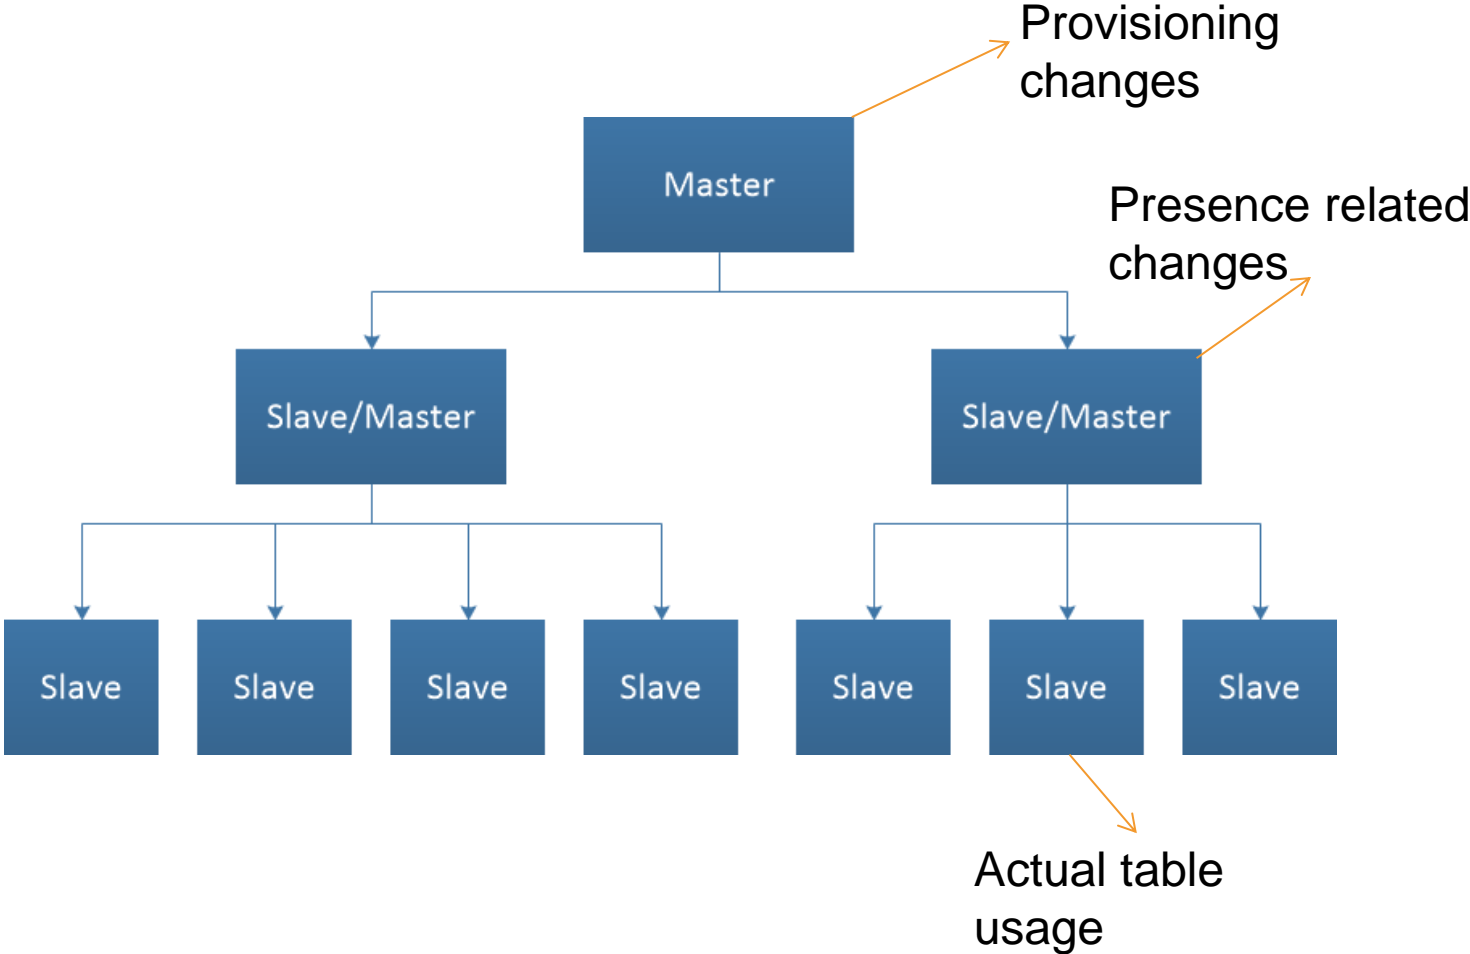 Provisioning
changes
Master
Presence related
changes
Slave/Master
Slave/Master
Slave
Slave
Slave
Slave
Slave
Slave
Slave
Actual table
usage